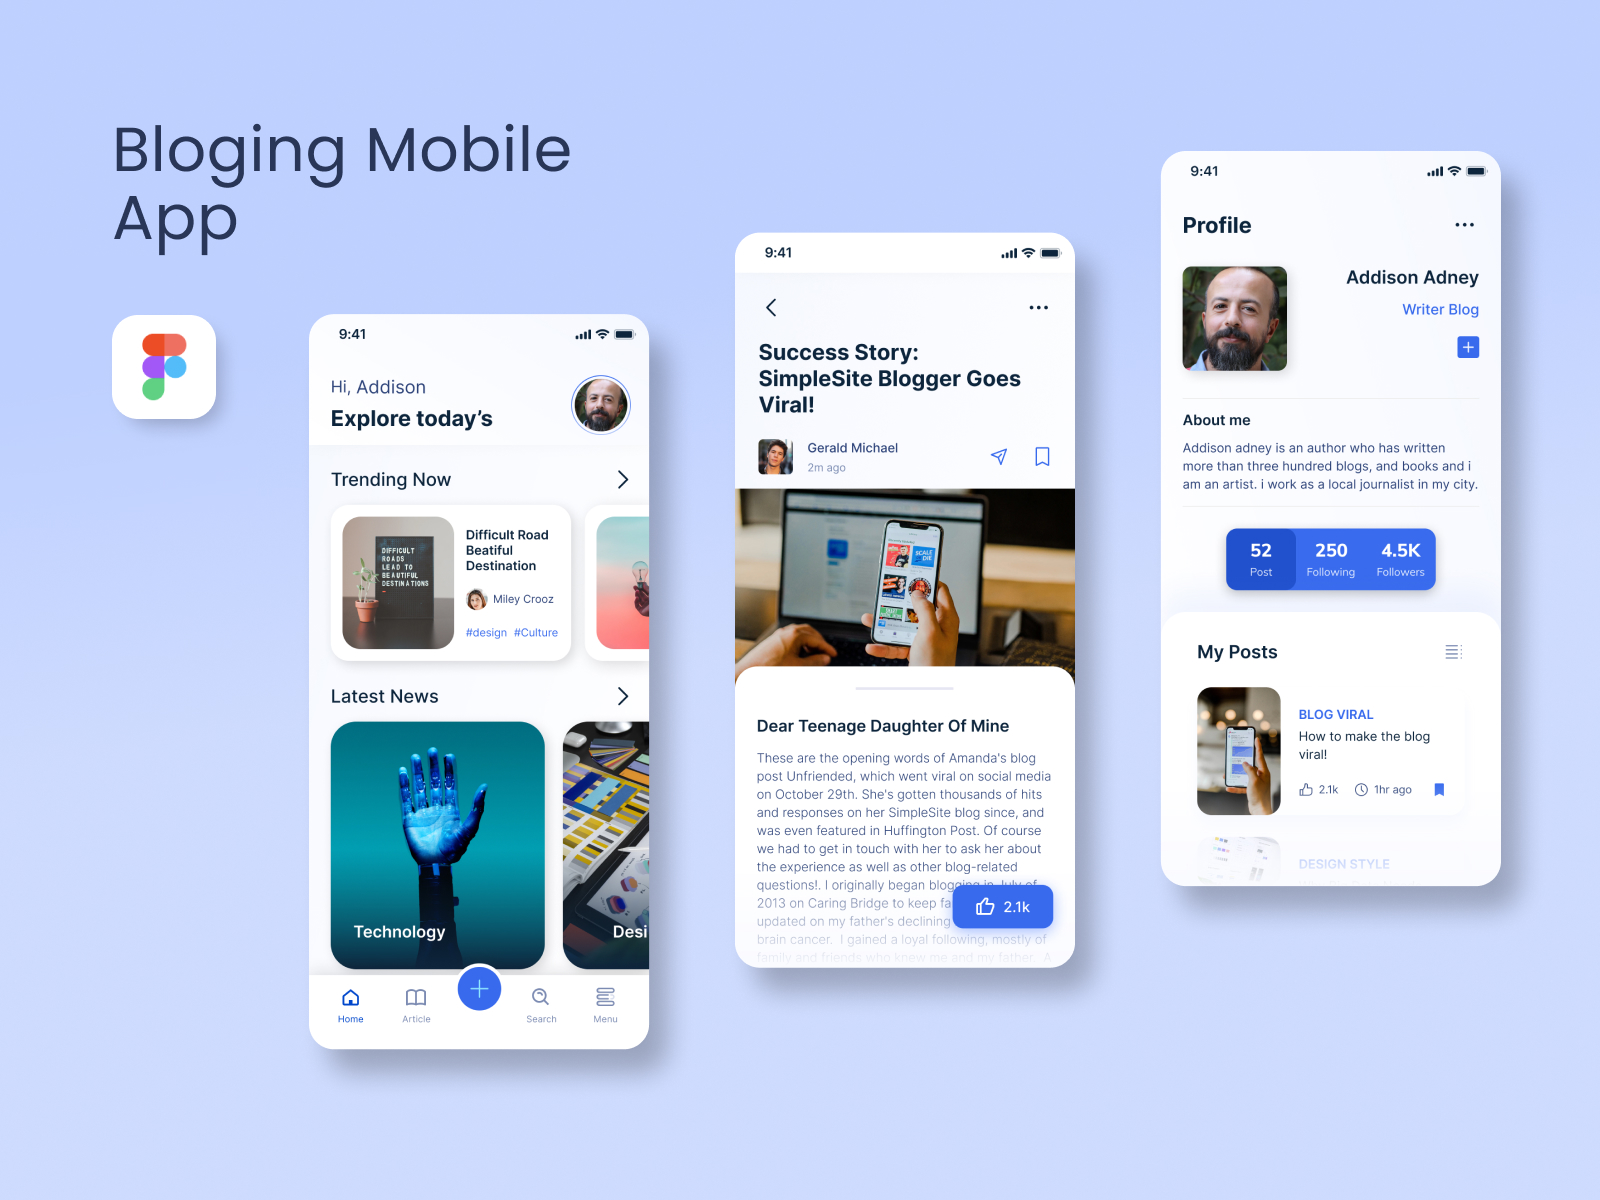 Bloging Mobile
App
9:41
Hi, Addison
Explore today’s
Trending Now
DIFFICULT
ROADS
LEAD TO
BEAUTIFUL
DESTINATIONS
Difficult Road
Beatiful
Destination
Miley Crooz
#design #Culture
Latest News
Technology
Desi
Home
Article
Search
Menu
9:41
Success Story:
SimpleSite Blogger Goes
Viral!
Gerald Michael
2m ago
SCALE
DIE
Dear Teenage Daughter Of Mine
These are the opening words of Amanda's blog
post Unfriended, which went viral on social media
on October 29th. She's gotten thousands of hits
and responses on her SimpleSite blog since, and
was even featured in Huffington Post. Of course
we had to get in touch with her to ask her about
the experience as well as other blog-related
questions!. I originally began blogging in July of
2013 on Caring Bridge to keep fa
updated on my father's declining
brain cancer. I gained a loyal following, mostly of
family and friends who knew me and my father. A
2.1k
9:41
Profile
Addison Adney
Writer Blog
About me
Addison adney is an author who has written
more than three hundred blogs, and books and i
am an artist. i work as a local journalist in my city.
52
Post
250
Following
4.5K
Followers
My Posts
BLOG VIRAL
How to make the blog
viral!
2.1k
1hr ago
DESIGN STYLE